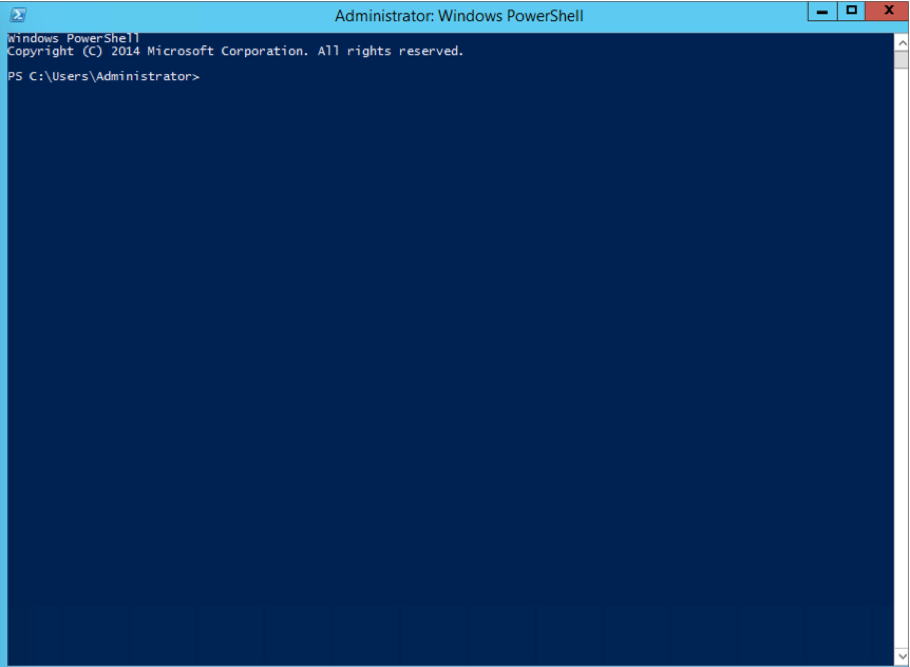 Administrator: Windows PowerShell
Windows PowerShell
Copyright (C) 2014 Microsoft Corporation. All rights reserved.
PS C:\Users\Administrator>